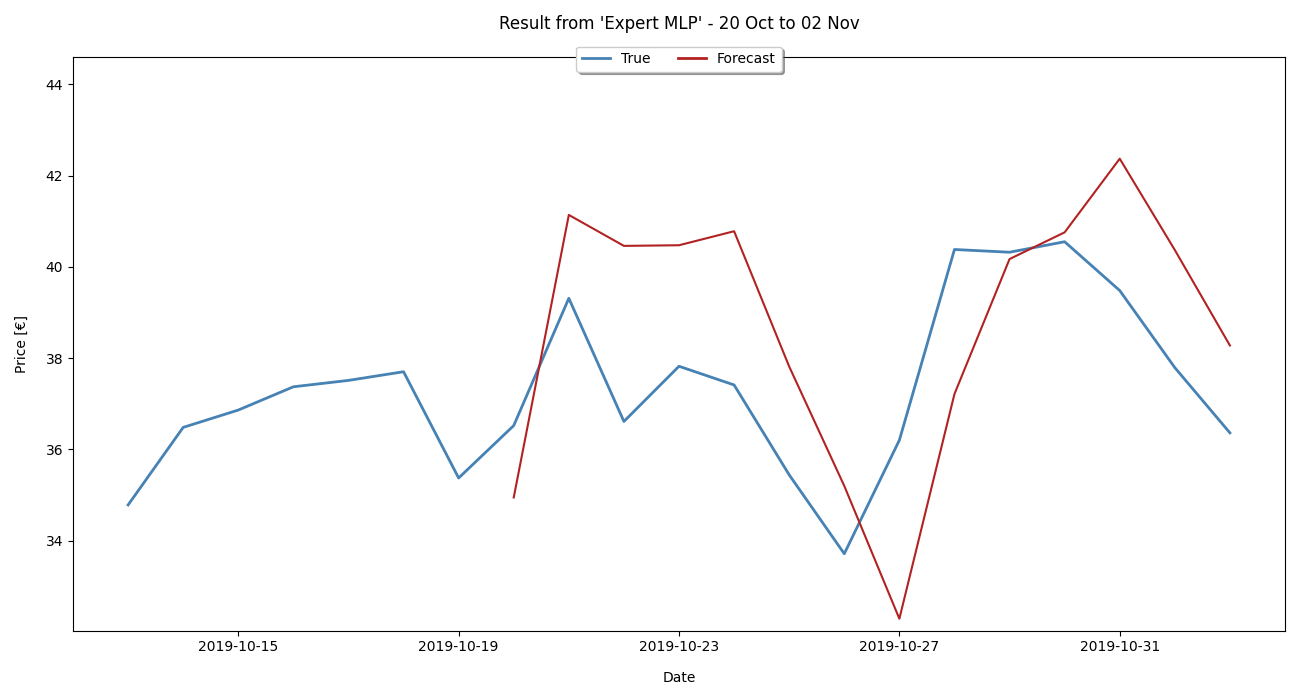 Result from 'Expert MLP' - 20 Oct to 02 Nov
True Forecast
44
42
40
38
36
34
Price [€]
2019-10-15 2019-10-19 2019-10-23 2019-10-27 2019-10-31
Date